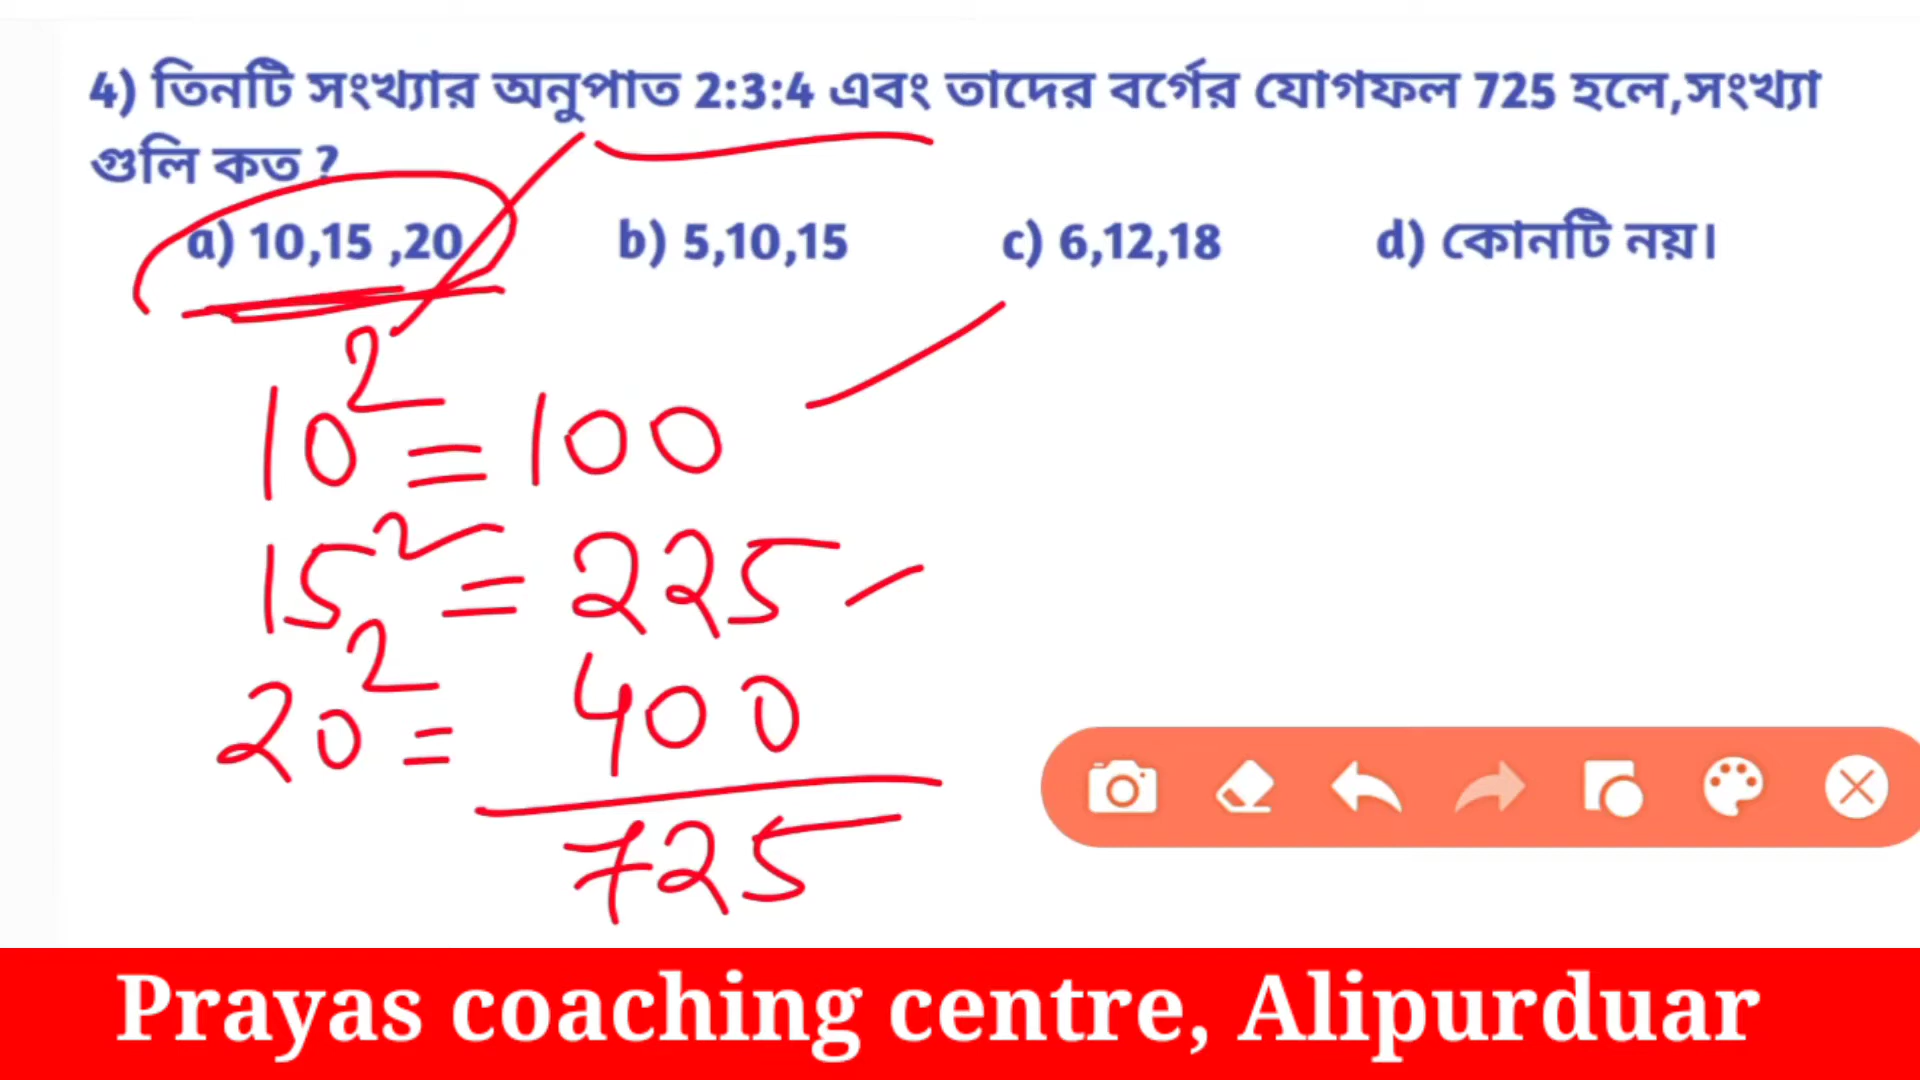 4) তিনটি সংখ্যার অনুপাত 2:3:4 এবং তাদের বর্গের যোগফল 725 হলে,সংখ্যা
গুলি কত ?
a) 10,15 ,20 b) 5,10,15 c) 6,12,18 d) কোনটি নয়।
10² = 100
15² = 225
20² = 400
725
Prayas coaching centre, Alipurduar